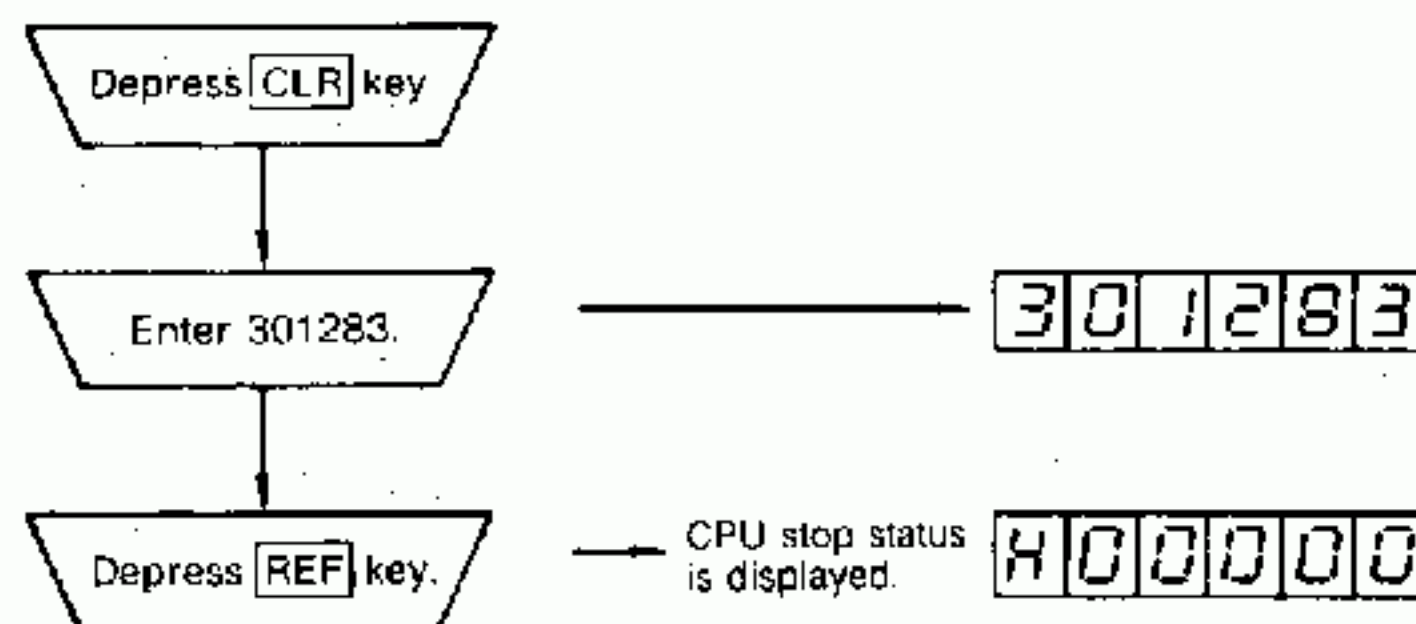 Depress CLR key
Enter 301283.
301283
Depress REF key.
CPU stop status
is displayed.
H00000